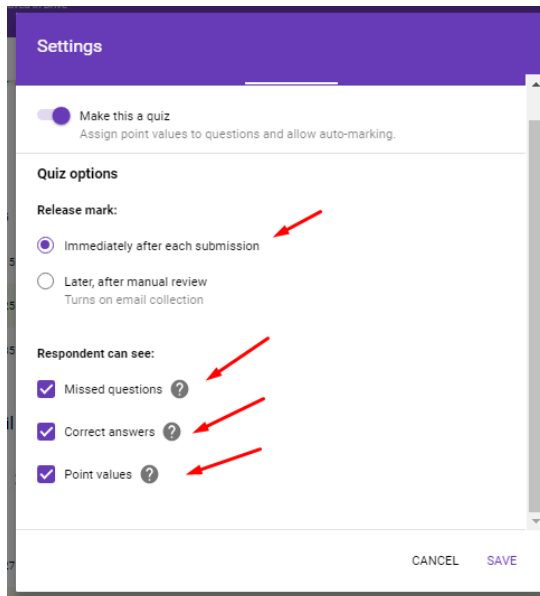 Settings
Make this a quiz
Assign point values to questions and allow auto-marking.
Quiz options
Release mark:
Immediately after each submission
Later, after manual review
Turns on email collection
Respondent can see:
Missed questions ?
Correct answers ?
Point values ?
CANCEL SAVE